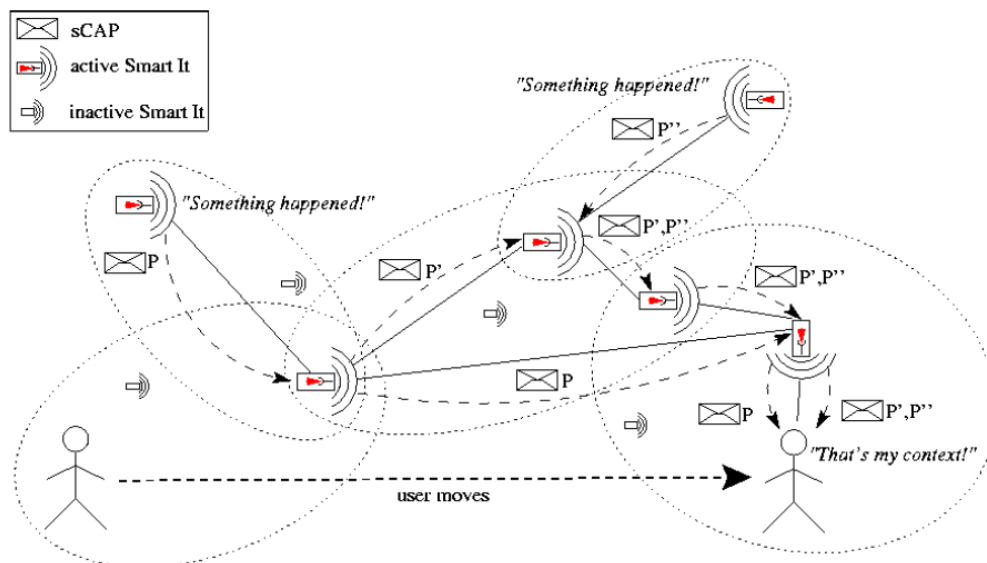 sCAP
active Smart It
inactive Smart It
"Something happened!"
P''
"Something happened!"
P',P''
P
P'
P',P''
P
P
P',P''
"That's my context!"
user moves